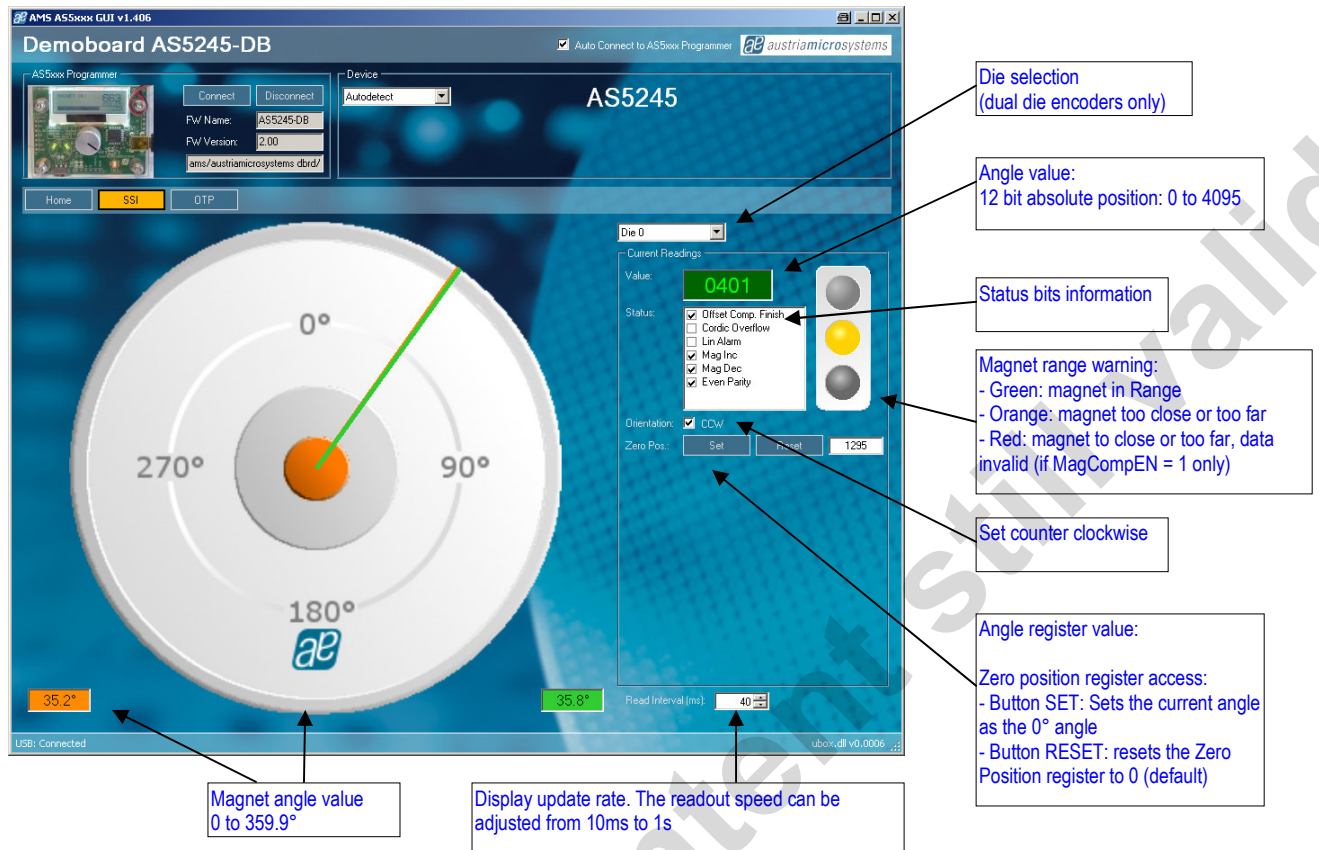 AMS AS5xxx GUI v1.406
Demoboard AS5245-DB
Auto Connect to AS5xxx Programmer
austriamicrosystems
AS5xxx Programmer
Connect
Disconnect
FW Name:
AS5245-DB
FW Version:
2.00
ams/austriamicrosystems dbrd/
Device
Autodetect
AS5245
Home
SSI
OTP
0°
90°
180°
270°
35.2°
35.8°
Die 0
Current Readings
Value:
0401
Status:
Offset Comp. Finish
Cordic Overflow
Lin Alarm
Mag Inc
Mag Dec
Even Parity
Orientation:
CCW
Zero Pos.:
Set
Reset
1295
Read Interval (ms):
40
USB: Connected
ubox.dll v0.0006
Die selection
(dual die encoders only)
Angle value:
12 bit absolute position: 0 to 4095
Status bits information
Magnet range warning:
- Green: magnet in Range
- Orange: magnet too close or too far
- Red: magnet to close or too far, data
invalid (if MagCompEN = 1 only)
Set counter clockwise
Angle register value:
Zero position register access:
- Button SET: Sets the current angle
as the 0° angle
- Button RESET: resets the Zero
Position register to 0 (default)
Magnet angle value
0 to 359.9°
Display update rate. The readout speed can be
adjusted from 10ms to 1s
tent still valid